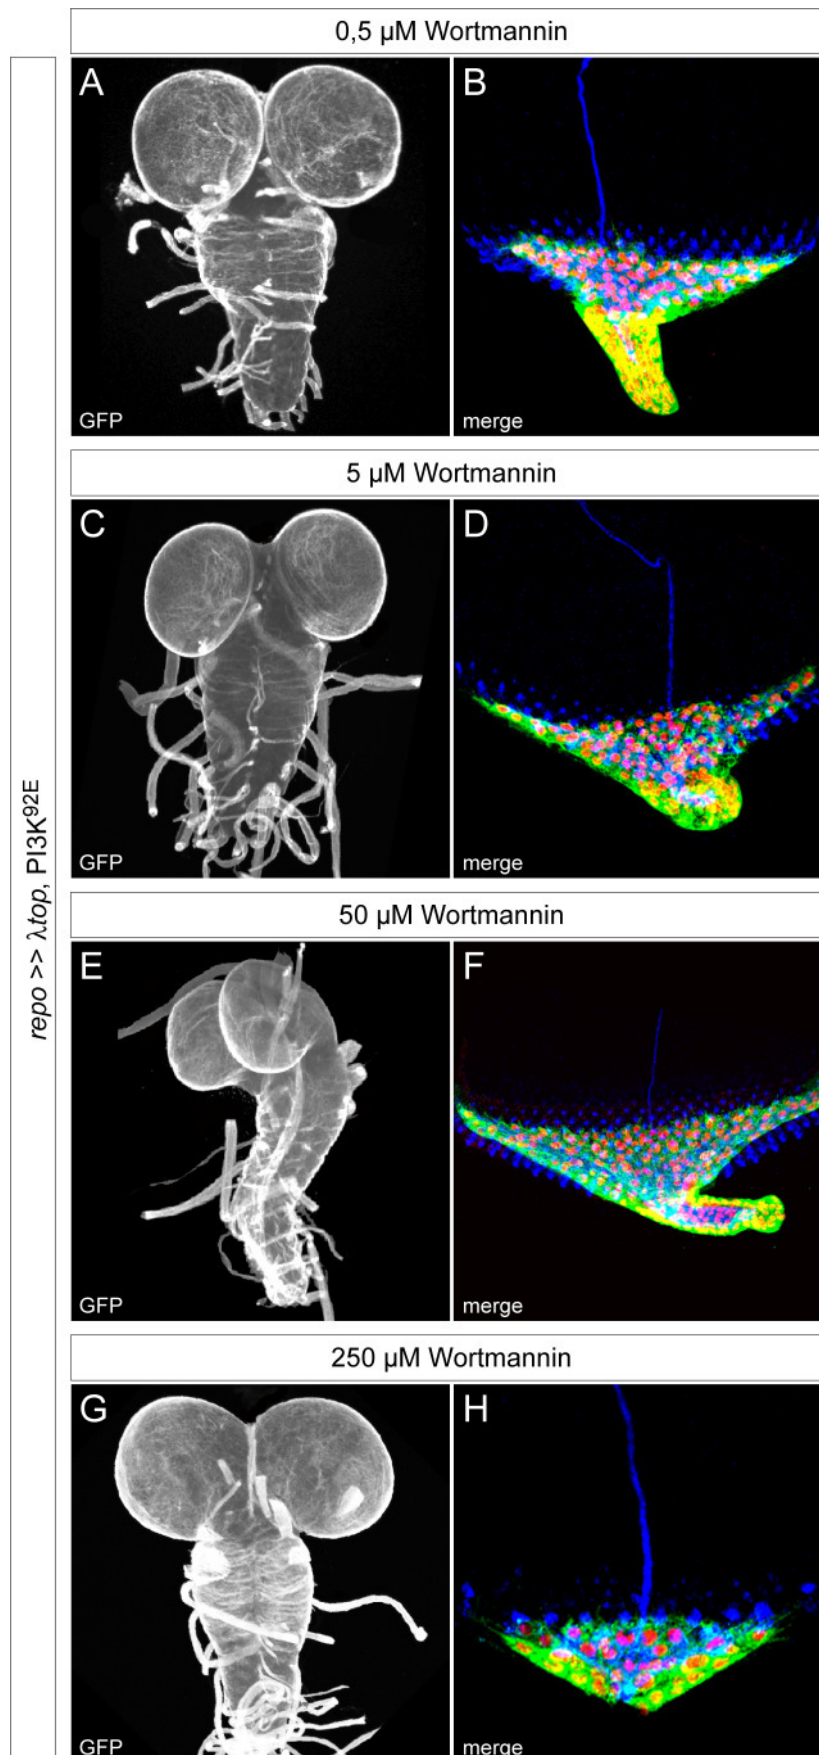 0,5 µM Wortmannin
A
B
GFP
merge
5 µM Wortmannin
C
D
GFP
merge
50 µM Wortmannin
E
F
GFP
merge
250 µM Wortmannin
G
H
GFP
merge
repo >> λtop, PI3K⁹²ᴱ